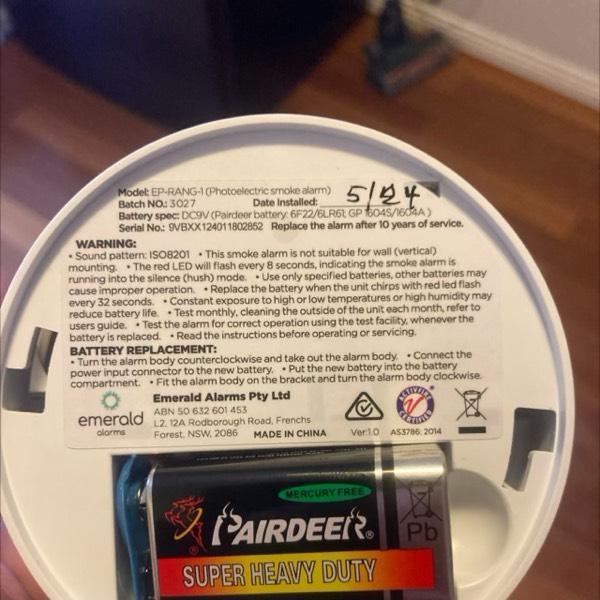 Model: EP-RANG-1 (Photoelectric smoke alarm)
Batch NO.: 3027 Date Installed:
Battery spec: DC9V (Pairdeer battery: 6F22/6LR61, GP 1604S/1604A)
Serial No.: 9VBXX124011802852 Replace the alarm after 10 years of service.
WARNING:
• Sound pattern: ISO8201 • This smoke alarm is not suitable for wall (vertical)
mounting. • The red LED will flash every 8 seconds, indicating the smoke alarm is
running into the silence (hush) mode. • Use only specified batteries, other batteries may
cause improper operation. • Replace the battery when the unit chirps with red led flash
every 32 seconds. • Constant exposure to high or low temperatures or high humidity may
reduce battery life. • Test monthly, cleaning the outside of the unit each month, refer to
users guide. • Test the alarm for correct operation using the test facility, whenever the
battery is replaced. • Read the instructions before operating or servicing.
BATTERY REPLACEMENT:
• Turn the alarm body counterclockwise and take out the alarm body. • Connect the
power input connector to the new battery. • Put the new battery into the battery
compartment. • Fit the alarm body on the bracket and turn the alarm body clockwise.
emerald
alarms
Emerald Alarms Pty Ltd
ABN 50 632 601 453
L2, 12A Rodborough Road, Frenchs
Forest, NSW, 2086 MADE IN CHINA
Ver:1.0 AS3786: 2014
ACTIVFIRE
CERTIFIED
MERCURY FREE
PAIRDEER®
SUPER HEAVY DUTY
Pb